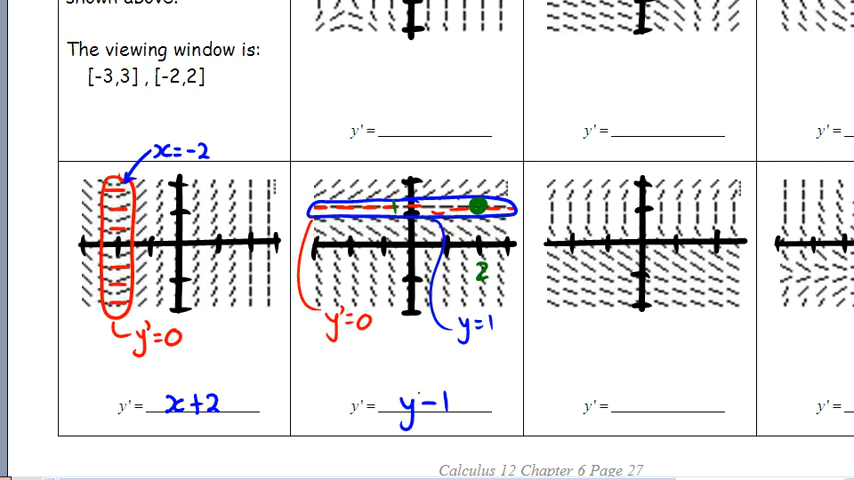 shown above.
The viewing window is:
[-3,3] , [-2,2]
y' =
y' =
y' =
x=-2
2
y'=0
y'=0
y=1
y' = x+2
y' = y-1
y' =
y' =
Calculus 12 Chapter 6 Page 27